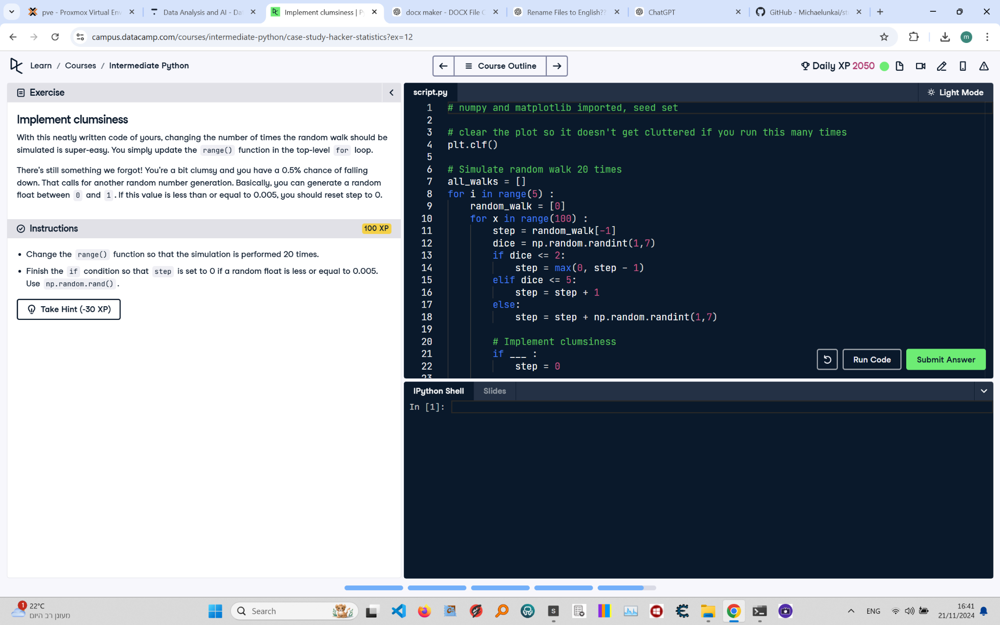 pve - Proxmox Virtual Env
Data Analysis and AI - Da
Implement clumsiness | P
docx maker - DOCX File C
Rename Files to English??
ChatGPT
GitHub - Michaelunkai/st
campus.datacamp.com/courses/intermediate-python/case-study-hacker-statistics?ex=12
m
Learn / Courses / Intermediate Python
Course Outline
Daily XP 2050
Exercise
Implement clumsiness
With this neatly written code of yours, changing the number of times the random walk should be
simulated is super-easy. You simply update the range() function in the top-level for loop.
There's still something we forgot! You're a bit clumsy and you have a 0.5% chance of falling
down. That calls for another random number generation. Basically, you can generate a random
float between 0 and 1 . If this value is less than or equal to 0.005, you should reset step to 0.
Instructions
100 XP
• Change the range() function so that the simulation is performed 20 times.
• Finish the if condition so that step is set to 0 if a random float is less or equal to 0.005.
Use np.random.rand() .
Take Hint (-30 XP)
script.py
Light Mode
1 # numpy and matplotlib imported, seed set
2
3 # clear the plot so it doesn't get cluttered if you run this many times
4 plt.clf()
5
6 # Simulate random walk 20 times
7 all_walks = []
8 for i in range(5) :
9 random_walk = [0]
10 for x in range(100) :
11 step = random_walk[-1]
12 dice = np.random.randint(1,7)
13 if dice <= 2:
14 step = max(0, step - 1)
15 elif dice <= 5:
16 step = step + 1
17 else:
18 step = step + np.random.randint(1,7)
19
20 # Implement clumsiness
21 if ___ :
22 step = 0
23
Run Code
Submit Answer
IPython Shell
Slides
In [1]:
1
22°C
מעונן רב היום
Search
S
ENG
16:41
21/11/2024